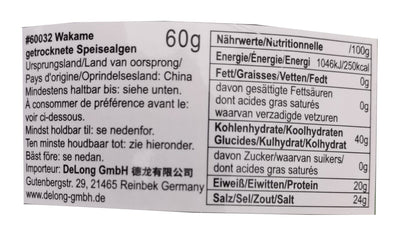 #60032 Wakame
getrocknete Speisealgen
60g
Ursprungsland/Land van oorsprong/
Pays d'origine/Oprindelsesland: China
Mindestens haltbar bis: siehe unten.
À consommer de préférence avant le:
voir ci-dessous.
Mindst holdbar til: se nedenfor.
Ten minste houdbaar tot: zie hieronder.
Bäst före: se nedan.
Importeur: DeLong GmbH 德龙有限公司
Gutenbergstr. 29, 21465 Reinbek Germany
www.delong-gmbh.de
Nährwerte/Nutritionnelle /100g
Energie/Énergie/Energi 1046kJ/250kcal
Fett/Graisses/Vetten/Fedt 0g
davon gesättigte Fettsäuren
dont acides gras saturés 0g
waarvan verzadigde vetzuren
Kohlenhydrate/Koolhydraten
Glucides/Kulhydrat/Kolhydrat 40g
davon Zucker/waarvan suikers/
dont acides gras saturés 0g
Eiweiß/Eiwitten/Protein 20g
Salz/Sel/Zout/Salt 24g